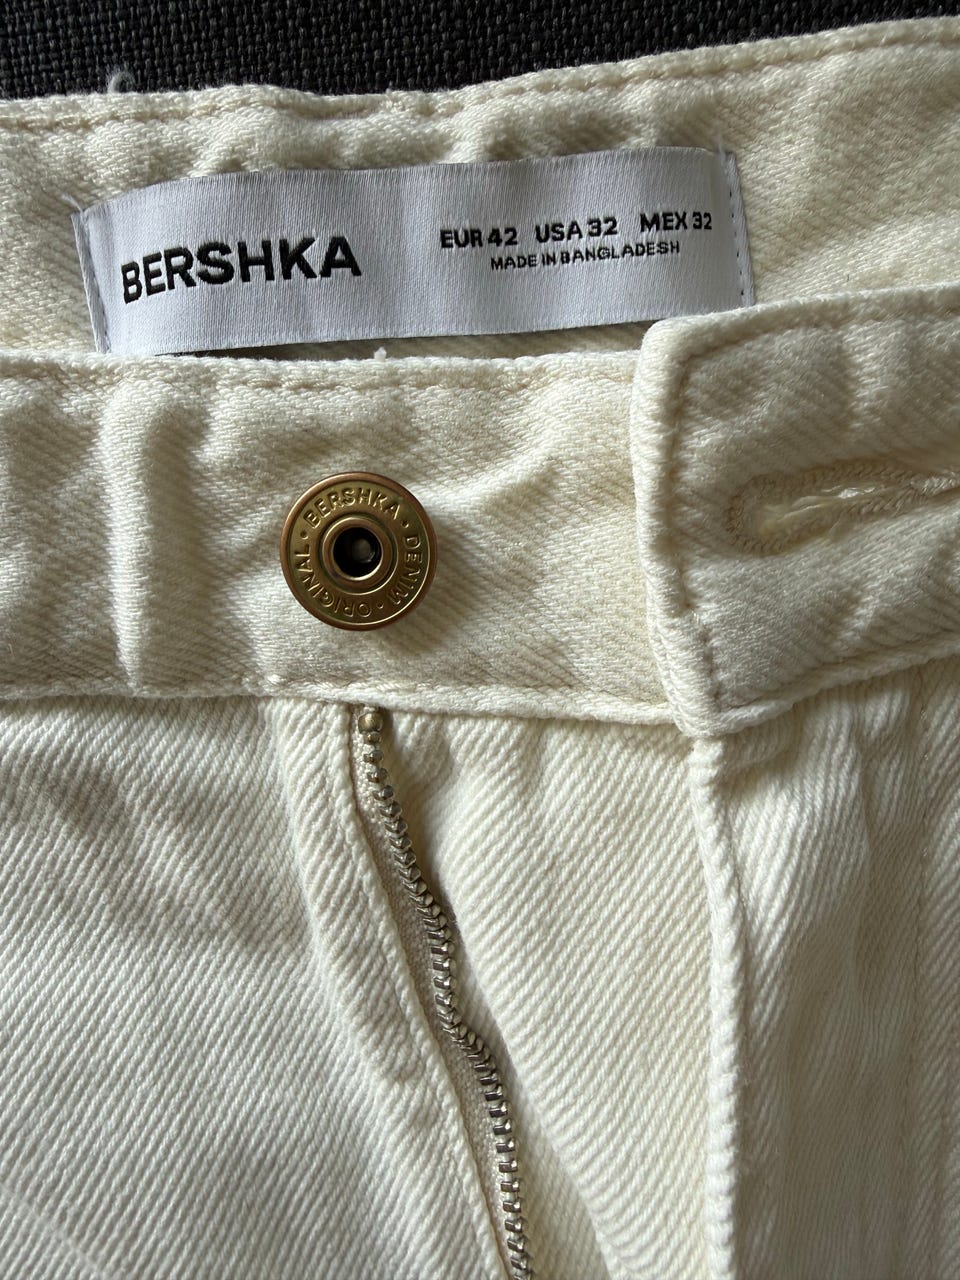 BERSHKA
EUR 42 USA 32 MEX 32
MADE IN BANGLADESH
BERSHKA · DENIM · ORIGINAL ·